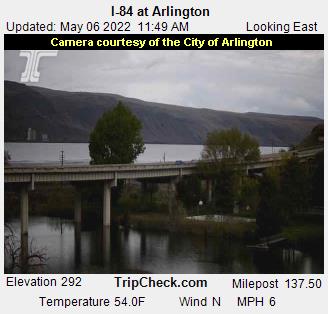 I-84 at Arlington
Updated: May 06 2022 11:49 AM Looking East
Camera courtesy of the City of Arlington
Elevation 292 TripCheck.com Milepost 137.50
Temperature 54.0F Wind N MPH 6